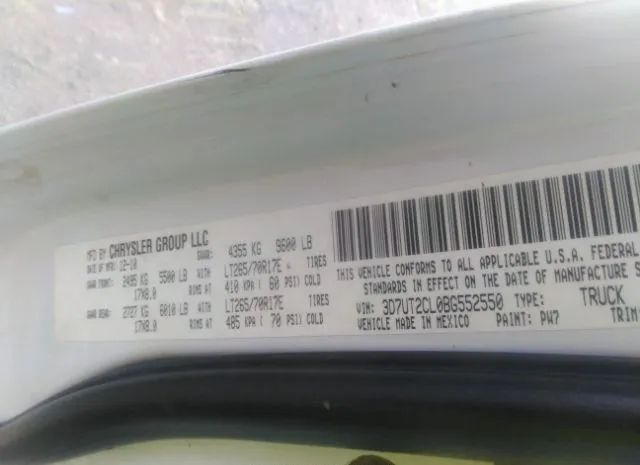 MFD BY CHRYSLER GROUP LLC
DATE OF MFR 12-10 GVWR: 4355 KG 9600 LB
GAWR FRONT: 2495 KG 5500 LB WITH LT265/70R17E TIRES
17X8.0 RIMS AT 410 KPA( 60 PSI) COLD
GAWR REAR: 2727 KG 6010 LB WITH LT265/70R17E TIRES
17X8.0 RIMS AT 485 KPA( 70 PSI) COLD
THIS VEHICLE CONFORMS TO ALL APPLICABLE U.S.A. FEDERAL
STANDARDS IN EFFECT ON THE DATE OF MANUFACTURE
VIN: 3D7UT2CL0BG552550 TYPE: TRUCK
VEHICLE MADE IN MEXICO PAINT: PW7 TRIM